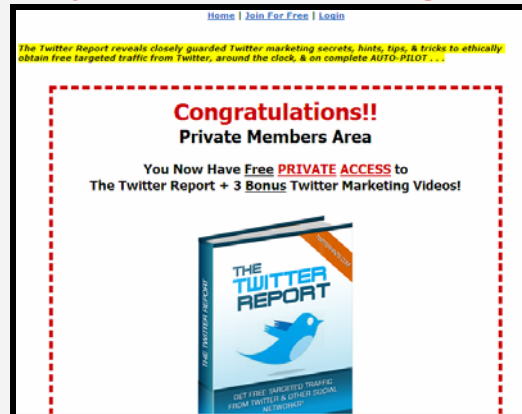 Home | Join For Free | Login
The Twitter Report reveals closely guarded Twitter marketing secrets, hints, tips, & tricks to ethically
obtain free targeted traffic from Twitter, around the clock, & on complete AUTO-PILOT . . .
Congratulations!!
Private Members Area
You Now Have Free PRIVATE ACCESS to
The Twitter Report + 3 Bonus Twitter Marketing Videos!
THE
TWITTER
REPORT
THE TWITTER REPORT
GET FREE TARGETED TRAFFIC
FROM TWITTER & OTHER SOCIAL
NETWORKS!